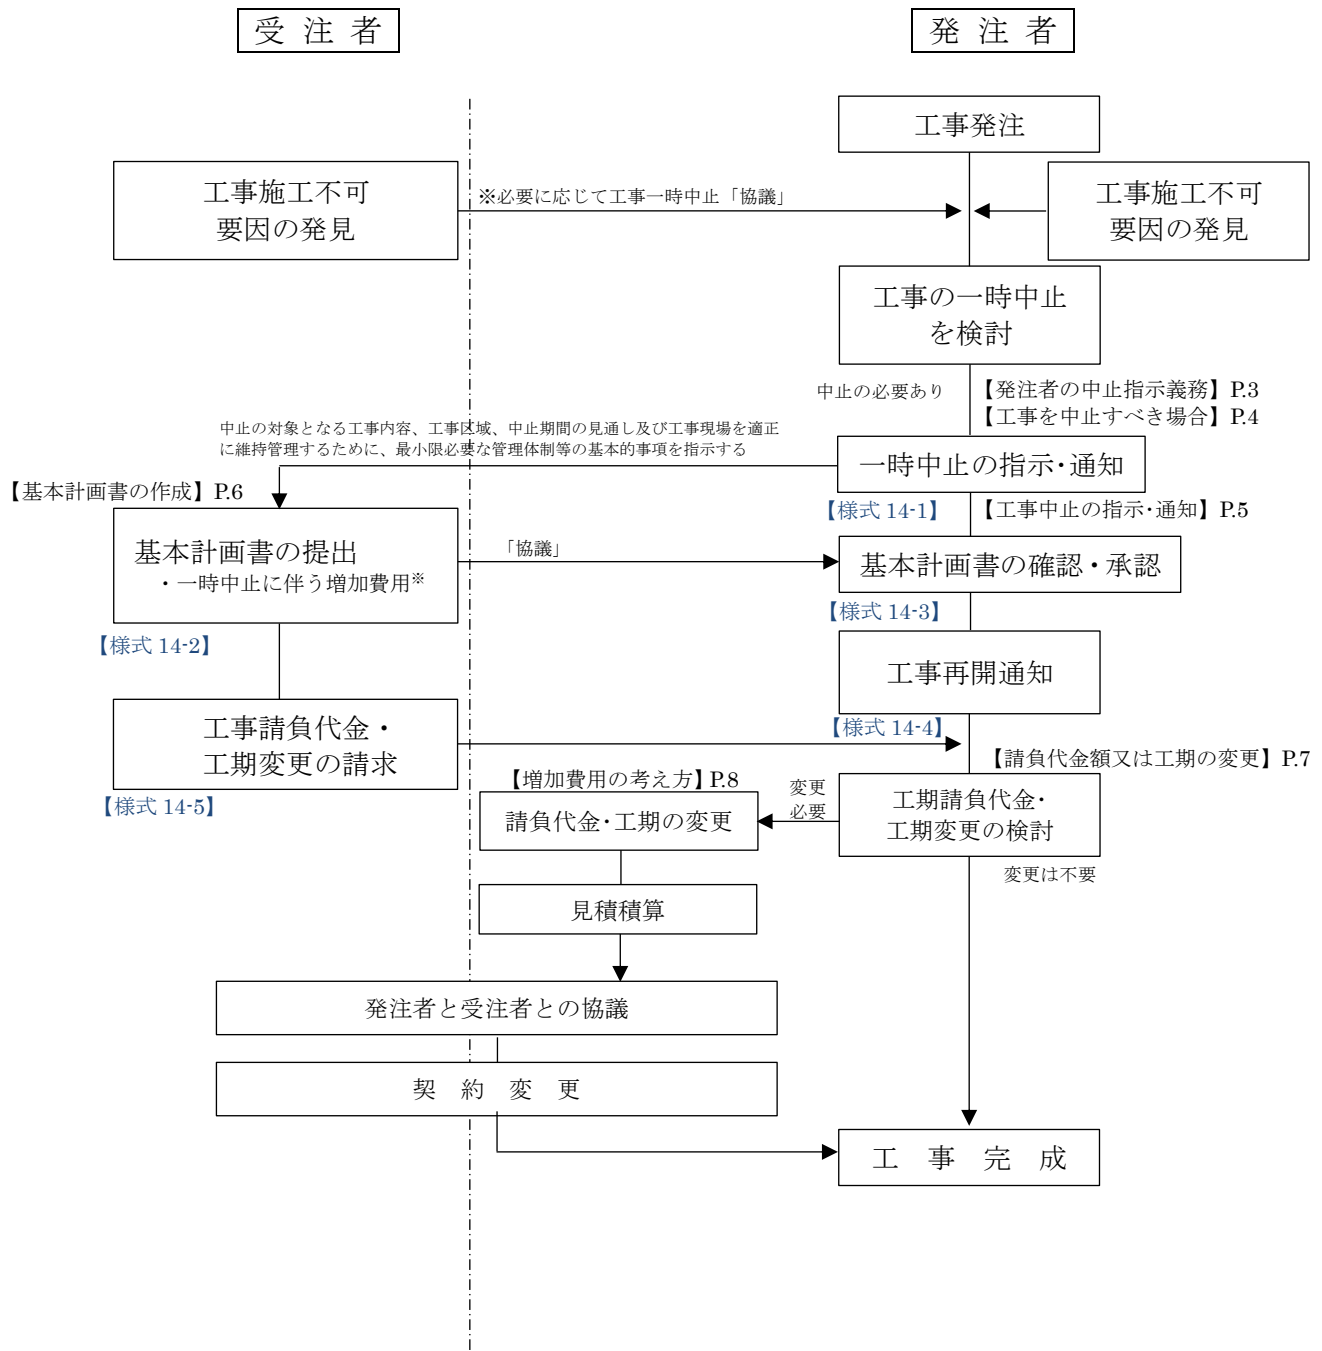 受 注 者
発 注 者
工事発注
工事施工不可
要因の発見
※必要に応じて工事一時中止「協議」
工事施工不可
要因の発見
工事の一時中止
を検討
中止の必要あり
【発注者の中止指示義務】P.3
【工事を中止すべき場合】P.4
中止の対象となる工事内容、工事区域、中止期間の見通し及び工事現場を適正
に維持管理するために、最小限必要な管理体制等の基本的事項を指示する
一時中止の指示・通知
【基本計画書の作成】P.6
【様式 14-1】
【工事中止の指示・通知】P.5
基本計画書の提出
・一時中止に伴う増加費用※
「協議」
基本計画書の確認・承認
【様式 14-3】
【様式 14-2】
工事再開通知
工事請負代金・
工期変更の請求
【様式 14-4】
【請負代金額又は工期の変更】P.7
【様式 14-5】
【増加費用の考え方】P.8
変更
必要
請負代金・工期の変更
工期請負代金・
工期変更の検討
変更は不要
見積積算
発注者と受注者との協議
契 約 変 更
工 事 完 成